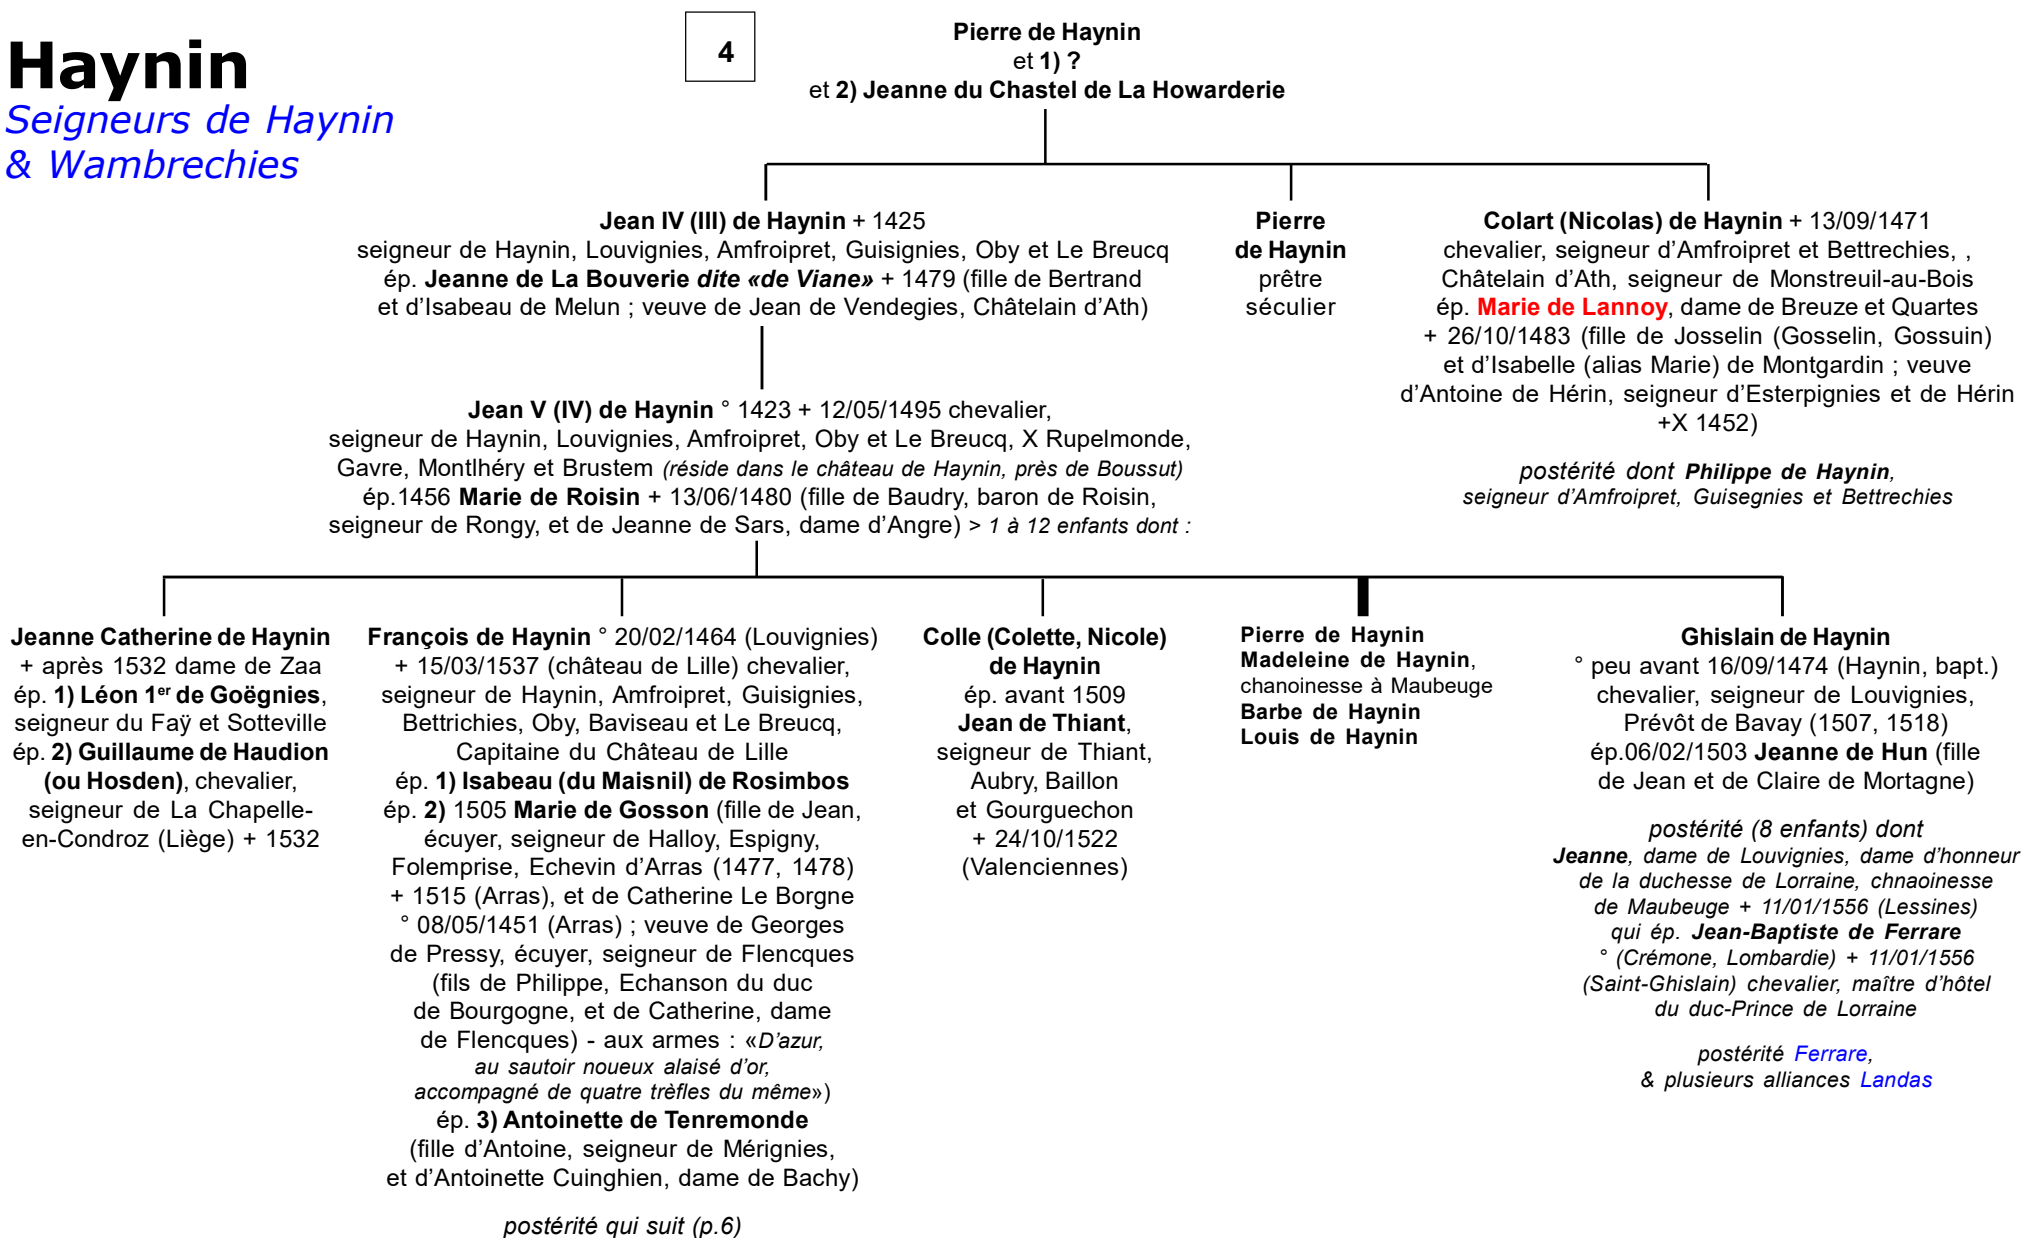 Haynin
Seigneurs de Haynin
& Wambrechies
4
Pierre de Haynin
et 1) ?
et 2) Jeanne du Chastel de La Howarderie
Jean IV (III) de Haynin + 1425
seigneur de Haynin, Louvignies, Amfroipret, Guisignies, Oby et Le Breucq
ép. Jeanne de La Bouverie dite «de Viane» + 1479 (fille de Bertrand
et d'Isabeau de Melun ; veuve de Jean de Vendegies, Châtelain d'Ath)
Pierre
de Haynin
prêtre
séculier
Colart (Nicolas) de Haynin + 13/09/1471
chevalier, seigneur d'Amfroipret et Bettrechies, ,
Châtelain d'Ath, seigneur de Monstreuil-au-Bois
ép. Marie de Lannoy, dame de Breuze et Quartes
+ 26/10/1483 (fille de Josselin (Gosselin, Gossuin)
et d'Isabelle (alias Marie) de Montgardin ; veuve
d'Antoine de Hérin, seigneur d'Esterpignies et de Hérin
+X 1452)
postérité dont Philippe de Haynin,
seigneur d'Amfroipret, Guisegnies et Bettrechies
Jean V (IV) de Haynin ° 1423 + 12/05/1495 chevalier,
seigneur de Haynin, Louvignies, Amfroipret, Oby et Le Breucq, X Rupelmonde,
Gavre, Montlhéry et Brustem (réside dans le château de Haynin, près de Boussut)
ép.1456 Marie de Roisin + 13/06/1480 (fille de Baudry, baron de Roisin,
seigneur de Rongy, et de Jeanne de Sars, dame d'Angre) > 1 à 12 enfants dont :
Jeanne Catherine de Haynin
+ après 1532 dame de Zaa
ép. 1) Léon 1er de Goëgnies,
seigneur du Faÿ et Sotteville
ép. 2) Guillaume de Haudion
(ou Hosden), chevalier,
seigneur de La Chapelle-
en-Condroz (Liège) + 1532
François de Haynin ° 20/02/1464 (Louvignies)
+ 15/03/1537 (château de Lille) chevalier,
seigneur de Haynin, Amfroipret, Guisignies,
Bettrichies, Oby, Baviseau et Le Breucq,
Capitaine du Château de Lille
ép. 1) Isabeau (du Maisnil) de Rosimbos
ép. 2) 1505 Marie de Gosson (fille de Jean,
écuyer, seigneur de Halloy, Espigny,
Folemprise, Echevin d'Arras (1477, 1478)
+ 1515 (Arras), et de Catherine Le Borgne
° 08/05/1451 (Arras) ; veuve de Georges
de Pressy, écuyer, seigneur de Flencques
(fils de Philippe, Echanson du duc
de Bourgogne, et de Catherine, dame
de Flencques) - aux armes : «D'azur,
au sautoir noueux alaisé d'or,
accompagné de quatre trèfles du même»)
ép. 3) Antoinette de Tenremonde
(fille d'Antoine, seigneur de Mérignies,
et d'Antoinette Cuinghien, dame de Bachy)
postérité qui suit (p.6)
Colle (Colette, Nicole)
de Haynin
ép. avant 1509
Jean de Thiant,
seigneur de Thiant,
Aubry, Baillon
et Gourguechon
+ 24/10/1522
(Valenciennes)
Pierre de Haynin
Madeleine de Haynin,
chanoinesse à Maubeuge
Barbe de Haynin
Louis de Haynin
Ghislain de Haynin
° peu avant 16/09/1474 (Haynin, bapt.)
chevalier, seigneur de Louvignies,
Prévôt de Bavay (1507, 1518)
ép.06/02/1503 Jeanne de Hun (fille
de Jean et de Claire de Mortagne)
postérité (8 enfants) dont
Jeanne, dame de Louvignies, dame d'honneur
de la duchesse de Lorraine, chnaoinesse
de Maubeuge + 11/01/1556 (Lessines)
qui ép. Jean-Baptiste de Ferrare
° (Crémone, Lombardie) + 11/01/1556
(Saint-Ghislain) chevalier, maître d'hôtel
du duc-Prince de Lorraine
postérité Ferrare,
& plusieurs alliances Landas